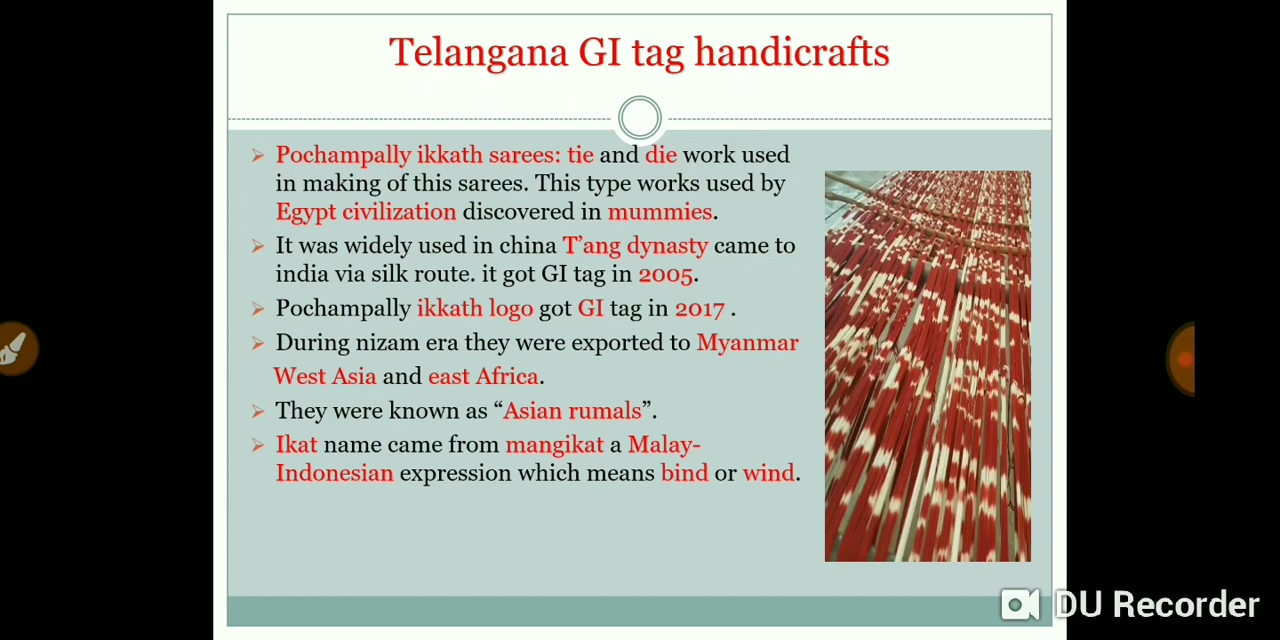 Telangana GI tag handicrafts
Pochampally ikkath sarees: tie and die work used
in making of this sarees. This type works used by
Egypt civilization discovered in mummies.
It was widely used in china T’ang dynasty came to
india via silk route. it got GI tag in 2005.
Pochampally ikkath logo got GI tag in 2017 .
During nizam era they were exported to Myanmar
West Asia and east Africa.
They were known as “Asian rumals”.
Ikat name came from mangikat a Malay-
Indonesian expression which means bind or wind.
DU Recorder